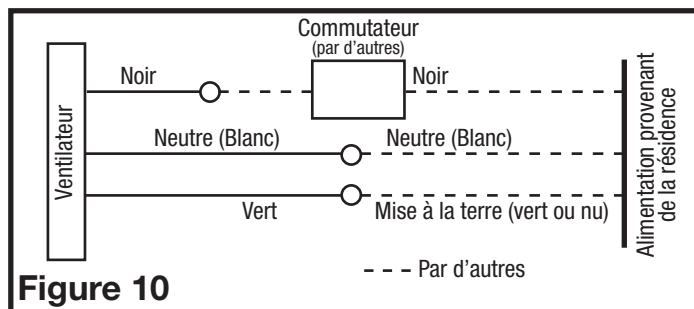 Commutateur
(par d'autres)
Noir
Noir
Ventilateur
Neutre (Blanc)
Neutre (Blanc)
Vert
Mise à la terre (vert ou nu)
Alimentation provenant
de la résidence
--- Par d'autres
Figure 10